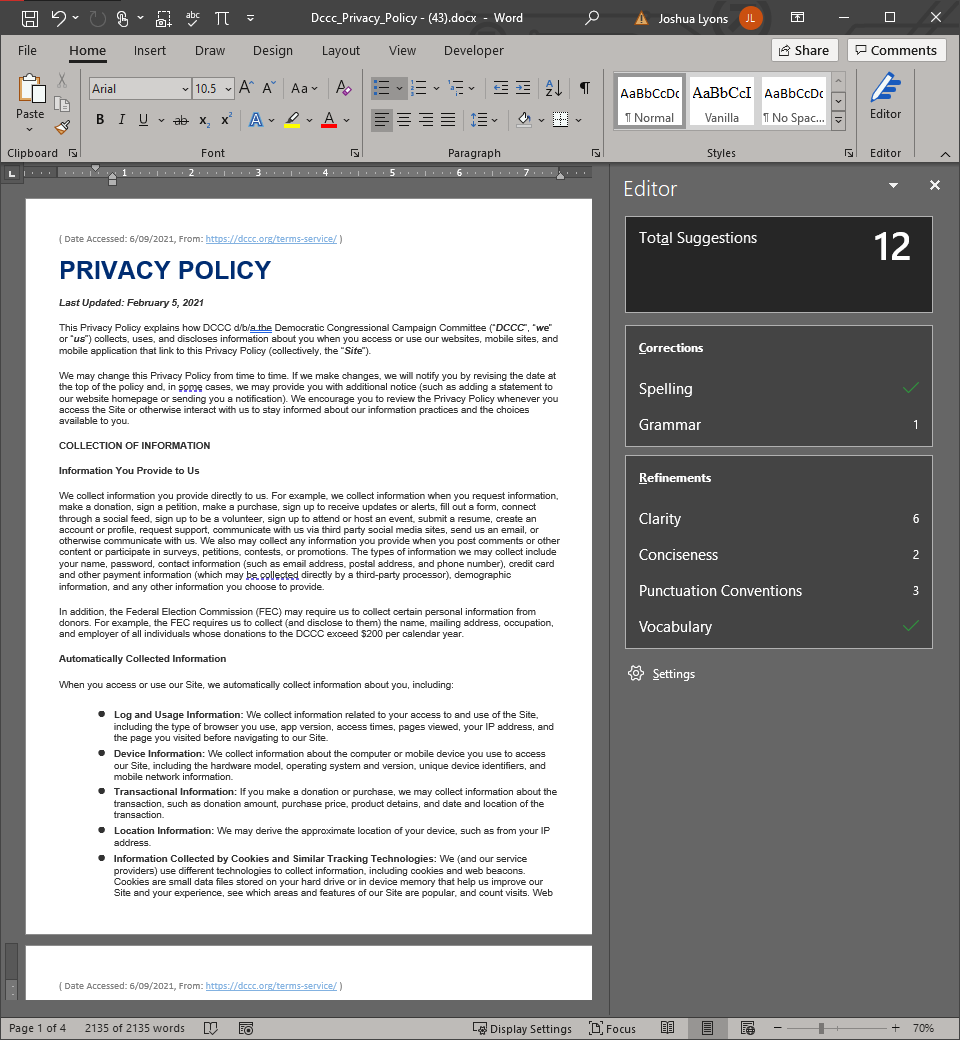 abc
Dccc_Privacy_Policy - (43).docx - Word
Joshua Lyons
JL
File Home Insert Draw Design Layout View Developer
Share
Comments
Paste
Arial
10.5
A A Aa A
B I U ab x₂ x² A A
AaBbCcDc AaBbCcI AaBbCcDc
¶ Normal Vanilla ¶ No Spac...
Editor
Clipboard Font Paragraph Styles Editor
L
1 2 3 4 5 6 7
( Date Accessed: 6/09/2021, From: https://dccc.org/terms-service/ )
PRIVACY POLICY
Last Updated: February 5, 2021
This Privacy Policy explains how DCCC d/b/a the Democratic Congressional Campaign Committee (“DCCC”, “we”
or “us”) collects, uses, and discloses information about you when you access or use our websites, mobile sites, and
mobile application that link to this Privacy Policy (collectively, the “Site”).
We may change this Privacy Policy from time to time. If we make changes, we will notify you by revising the date at
the top of the policy and, in some cases, we may provide you with additional notice (such as adding a statement to
our website homepage or sending you a notification). We encourage you to review the Privacy Policy whenever you
access the Site or otherwise interact with us to stay informed about our information practices and the choices
available to you.
COLLECTION OF INFORMATION
Information You Provide to Us
We collect information you provide directly to us. For example, we collect information when you request information,
make a donation, sign a petition, make a purchase, sign up to receive updates or alerts, fill out a form, connect
through a social feed, sign up to be a volunteer, sign up to attend or host an event, submit a resume, create an
account or profile, request support, communicate with us via third party social media sites, send us an email, or
otherwise communicate with us. We also may collect any information you provide when you post comments or other
content or participate in surveys, petitions, contests, or promotions. The types of information we may collect include
your name, password, contact information (such as email address, postal address, and phone number), credit card
and other payment information (which may be collected directly by a third-party processor), demographic
information, and any other information you choose to provide.
In addition, the Federal Election Commission (FEC) may require us to collect certain personal information from
donors. For example, the FEC requires us to collect (and disclose to them) the name, mailing address, occupation,
and employer of all individuals whose donations to the DCCC exceed $200 per calendar year.
Automatically Collected Information
When you access or use our Site, we automatically collect information about you, including:
● Log and Usage Information: We collect information related to your access to and use of the Site,
including the type of browser you use, app version, access times, pages viewed, your IP address, and
the page you visited before navigating to our Site.
● Device Information: We collect information about the computer or mobile device you use to access
our Site, including the hardware model, operating system and version, unique device identifiers, and
mobile network information.
● Transactional Information: If you make a donation or purchase, we may collect information about the
transaction, such as donation amount, purchase price, product detains, and date and location of the
transaction.
● Location Information: We may derive the approximate location of your device, such as from your IP
address.
● Information Collected by Cookies and Similar Tracking Technologies: We (and our service
providers) use different technologies to collect information, including cookies and web beacons.
Cookies are small data files stored on your hard drive or in device memory that help us improve our
Site and your experience, see which areas and features of our Site are popular, and count visits. Web
( Date Accessed: 6/09/2021, From: https://dccc.org/terms-service/ )
Editor
Total Suggestions 12
Corrections
Spelling
Grammar 1
Refinements
Clarity 6
Conciseness 2
Punctuation Conventions 3
Vocabulary
Settings
Page 1 of 4 2135 of 2135 words
Display Settings Focus
70%